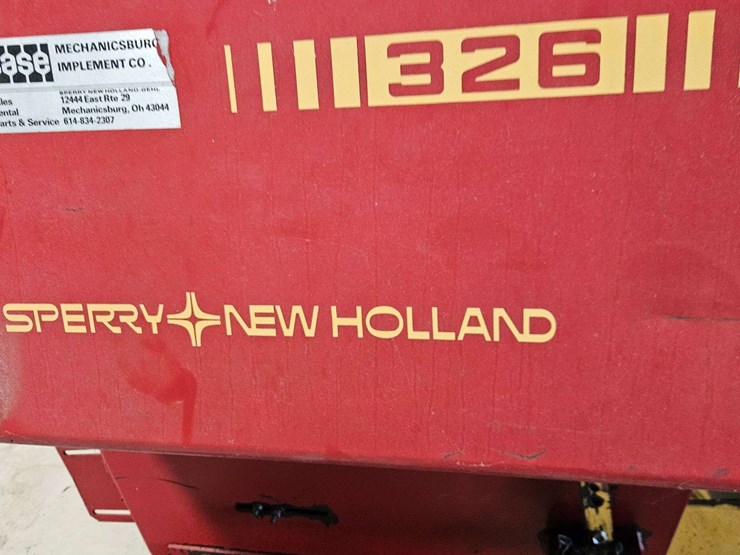 ase MECHANICSBURG
IMPLEMENT CO.
SPERRY NEW HOLLAND GEHL
les 12444 East Rte 29
ental Mechanicsburg, Oh 43044
arts & Service 614-834-2307
326
SPERRY NEW HOLLAND